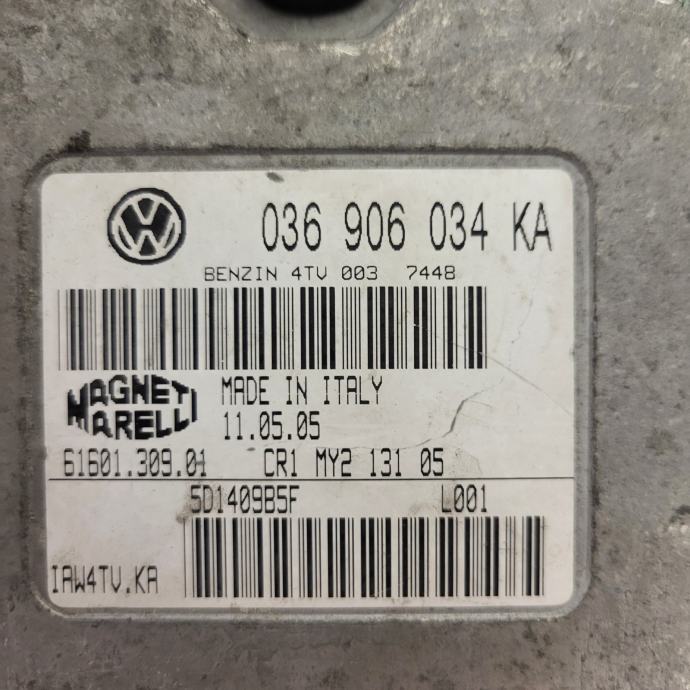 036 906 034 KA
BENZIN 4TV 003 7448
MAGNETI
MARELLI
MADE IN ITALY
11.05.05
61601.309.01 CR1 MY2 131 05
5D1409B5F L001
IAW4TV.KA